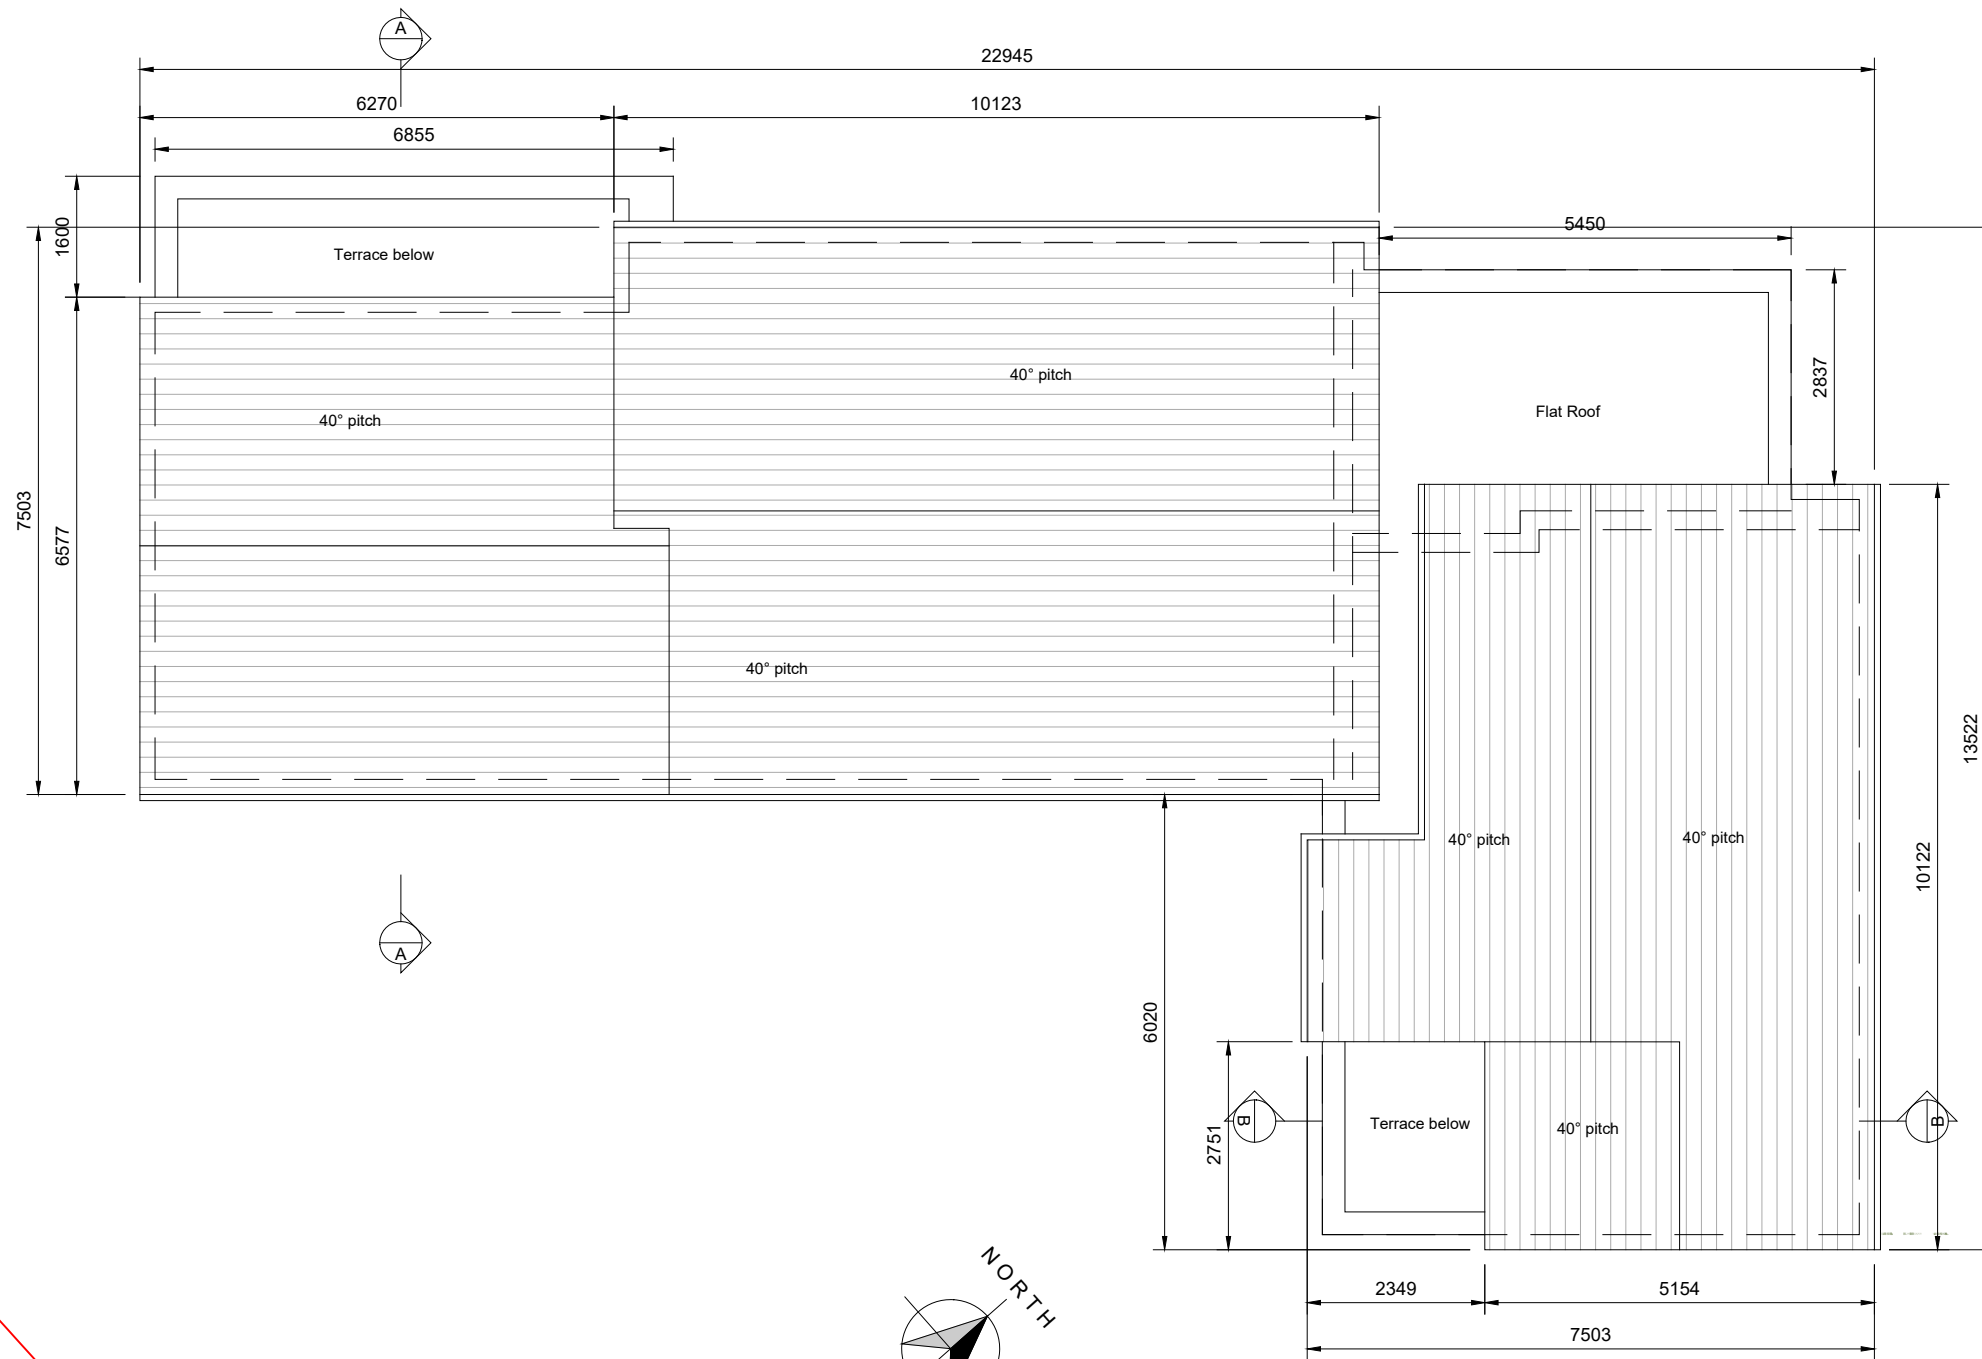 A
22945
6270
10123
6855
1600
5450
Terrace below
2837
40° pitch
Flat Roof
40° pitch
7503
6577
40° pitch
13522
40° pitch
40° pitch
10122
A
6020
2751
B
Terrace below
40° pitch
B
NORTH
2349
5154
7503